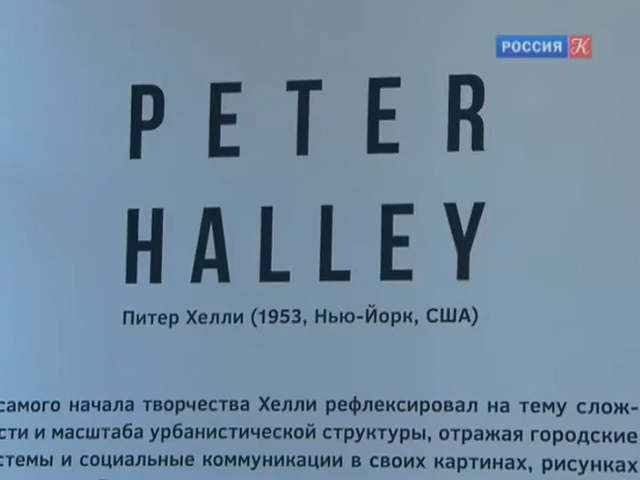 РОССИЯ К
PETER
HALLEY
Питер Хелли (1953, Нью-Йорк, США)
самого начала творчества Хелли рефлексировал на тему слож-
сти и масштаба урбанистической структуры, отражая городские
стемы и социальные коммуникации в своих картинах, рисунках